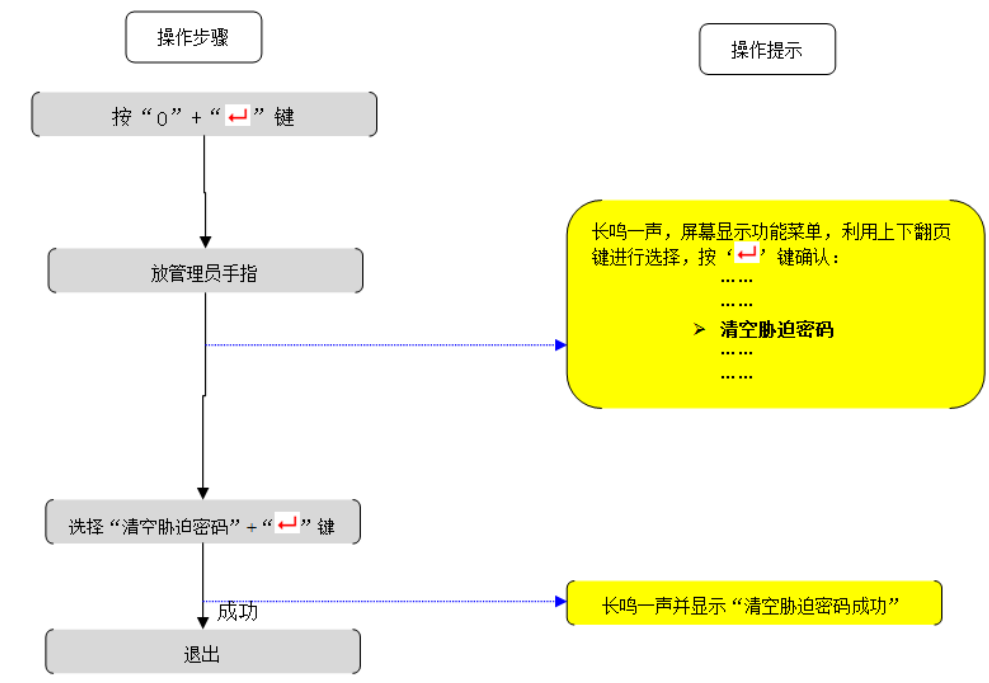 操作步骤
操作提示
按“0”+“↵”键
放管理员手指
长鸣一声，屏幕显示功能菜单，利用上下翻页
键进行选择，按‘↵’键确认：
……
……
➢ 清空胁迫密码
……
……
选择“清空胁迫密码”+“↵”键
成功
长鸣一声并显示“清空胁迫密码成功”
退出